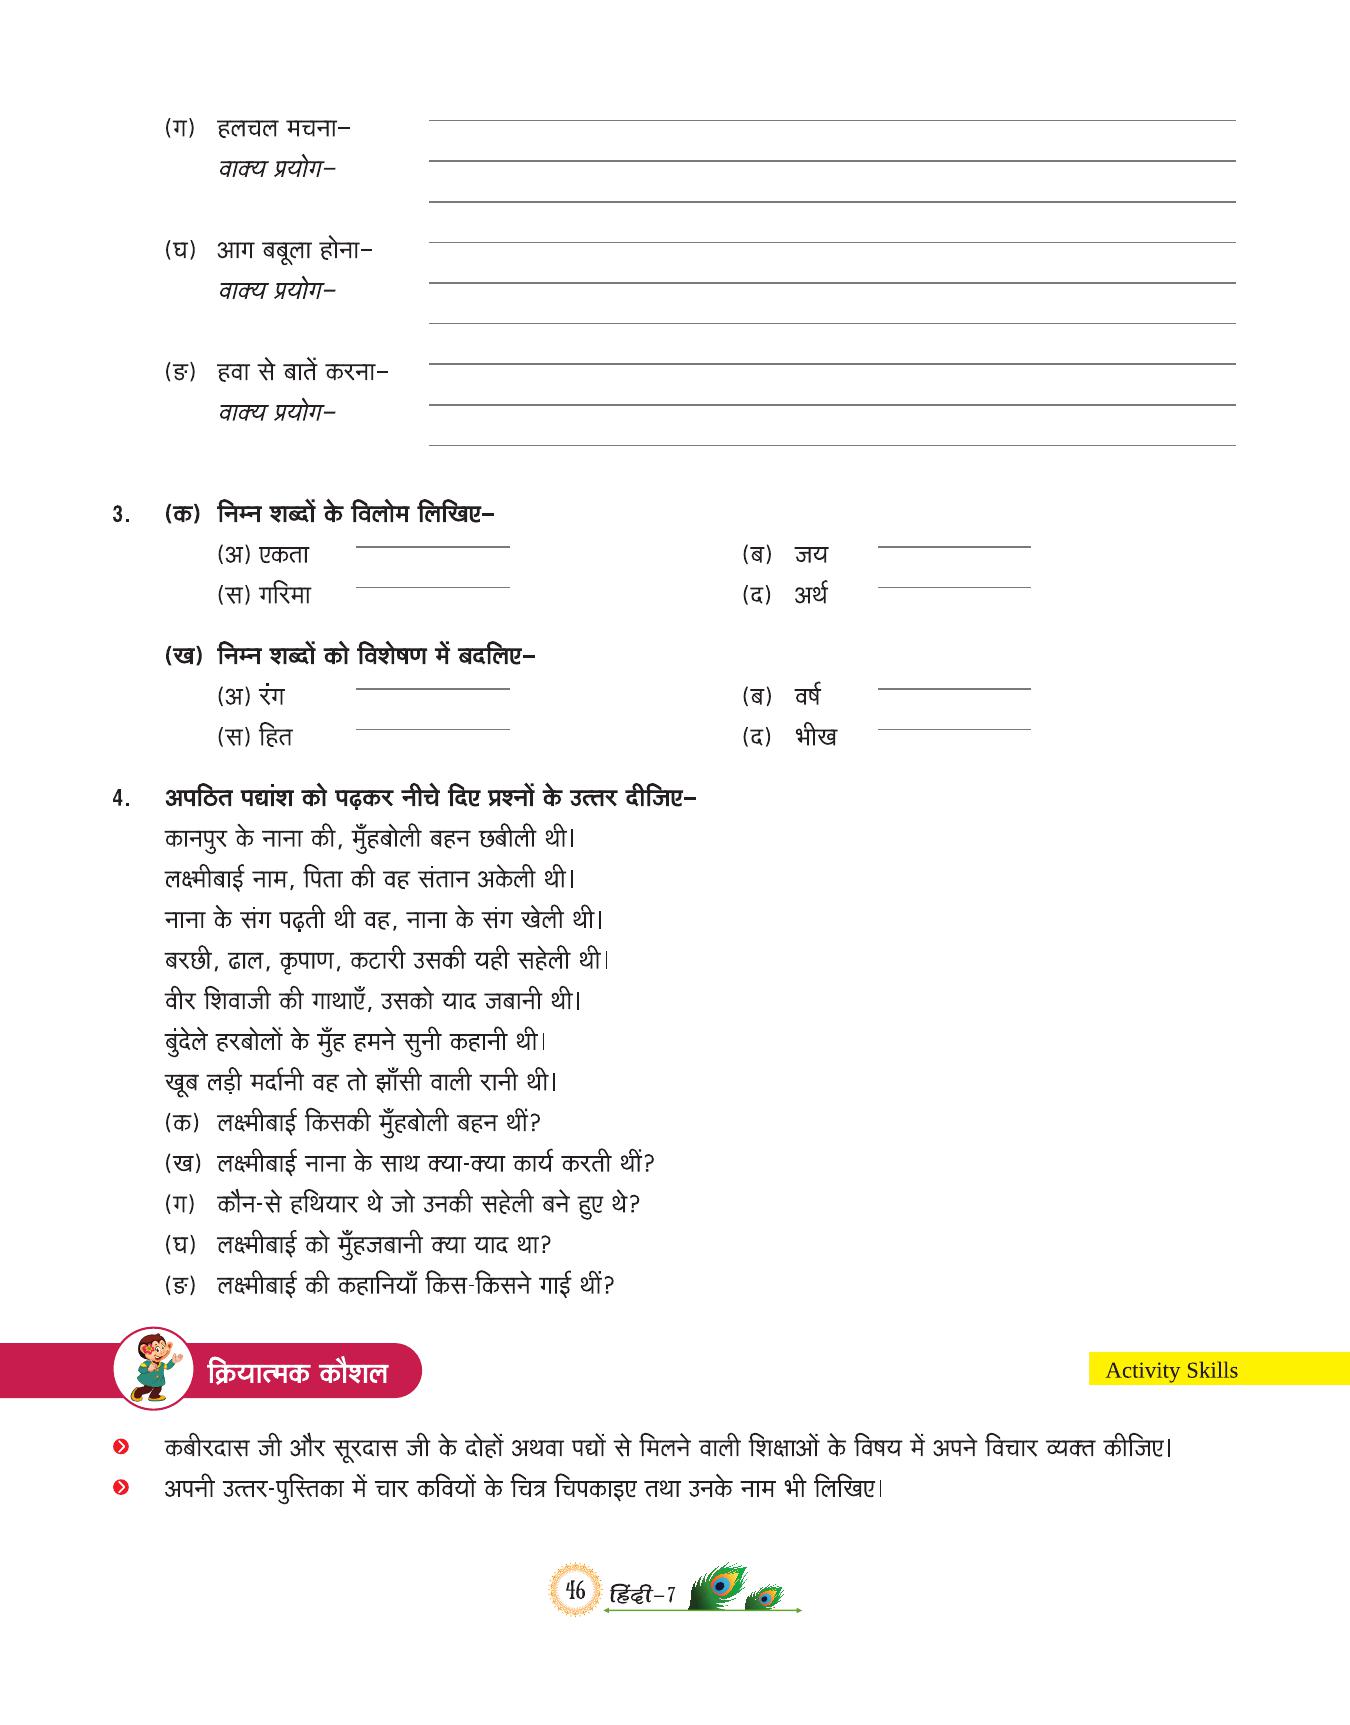 (ग) हलचल मचना–
वाक्य प्रयोग–
(घ) आग बबूला होना–
वाक्य प्रयोग–
(ङ) हवा से बातें करना–
वाक्य प्रयोग–
3. (क) निम्न शब्दों के विलोम लिखिए–
(अ) एकता (ब) जय
(स) गरिमा (द) अर्थ
(ख) निम्न शब्दों को विशेषण में बदलिए–
(अ) रंग (ब) वर्ष
(स) हित (द) भीख
4. अपठित पद्यांश को पढ़कर नीचे दिए प्रश्नों के उत्तर दीजिए–
कानपुर के नाना की, मुँहबोली बहन छबीली थी।
लक्ष्मीबाई नाम, पिता की वह संतान अकेली थी।
नाना के संग पढ़ती थी वह, नाना के संग खेली थी।
बरछी, ढाल, कृपाण, कटारी उसकी यही सहेली थी।
वीर शिवाजी की गाथाएँ, उसको याद जबानी थी।
बुंदेले हरबोलों के मुँह हमने सुनी कहानी थी।
खूब लड़ी मर्दानी वह तो झाँसी वाली रानी थी।
(क) लक्ष्मीबाई किसकी मुँहबोली बहन थीं?
(ख) लक्ष्मीबाई नाना के साथ क्या-क्या कार्य करती थीं?
(ग) कौन-से हथियार थे जो उनकी सहेली बने हुए थे?
(घ) लक्ष्मीबाई को मुँहजबानी क्या याद था?
(ङ) लक्ष्मीबाई की कहानियाँ किस-किसने गाई थीं?
क्रियात्मक कौशल Activity Skills
कबीरदास जी और सूरदास जी के दोहों अथवा पद्यों से मिलने वाली शिक्षाओं के विषय में अपने विचार व्यक्त कीजिए।
अपनी उत्तर-पुस्तिका में चार कवियों के चित्र चिपकाइए तथा उनके नाम भी लिखिए।
46 हिंदी–7